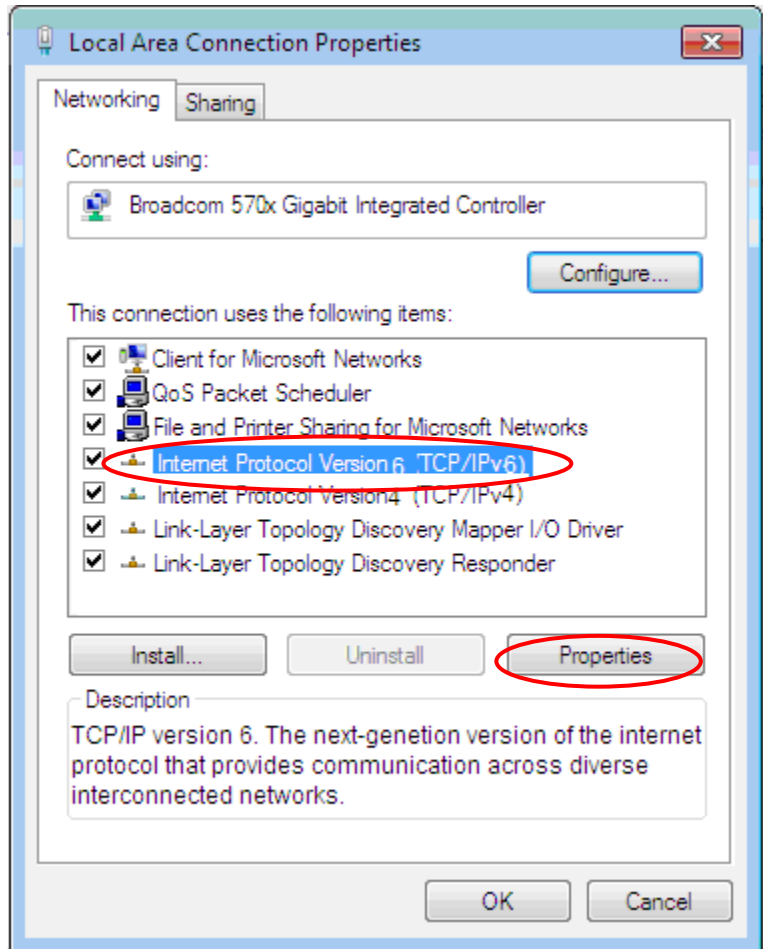 Local Area Connection Properties
Networking
Sharing
Connect using:
Broadcom 570x Gigabit Integrated Controller
Configure...
This connection uses the following items:
Client for Microsoft Networks
QoS Packet Scheduler
File and Printer Sharing for Microsoft Networks
Internet Protocol Version 6 (TCP/IPv6)
Internet Protocol Version4 (TCP/IPv4)
Link-Layer Topology Discovery Mapper I/O Driver
Link-Layer Topology Discovery Responder
Install...
Uninstall
Properties
Description
TCP/IP version 6. The next-genetion version of the internet
protocol that provides communication across diverse
interconnected networks.
OK
Cancel